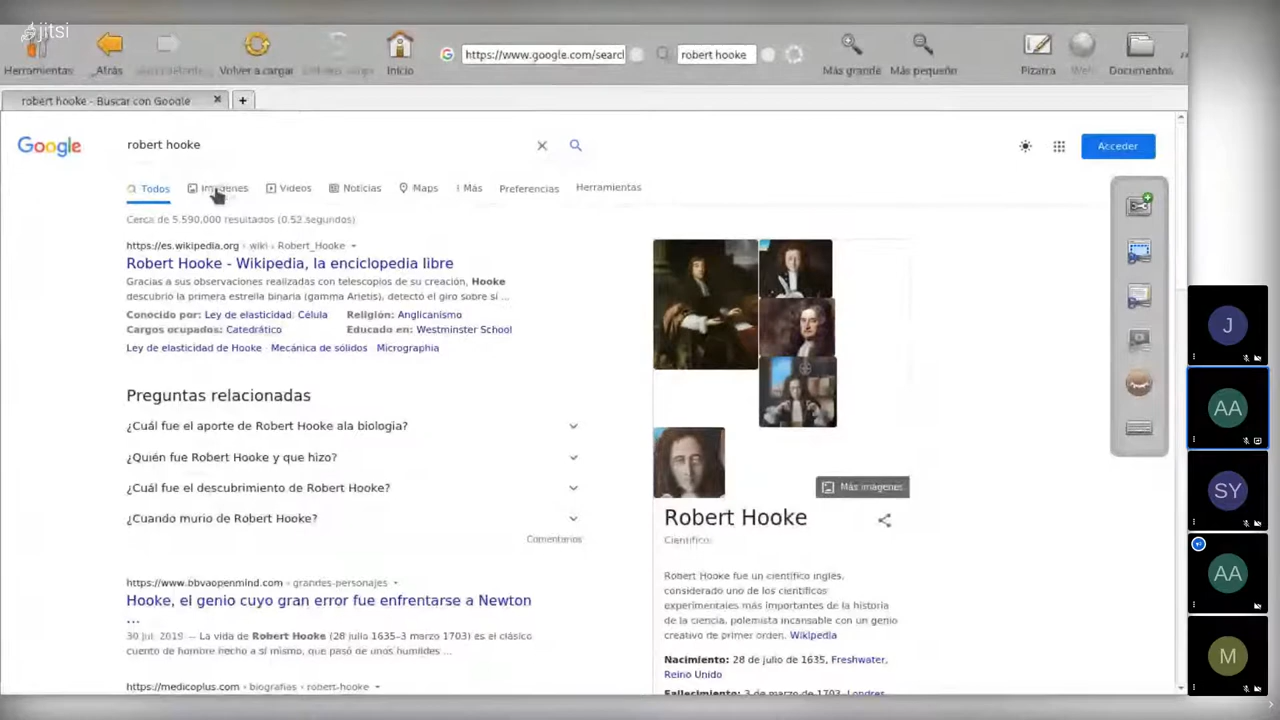 jitsi
Herramientas
Atrás
Volver a cargar
Inicio
https://www.google.com/searcl
robert hooke
Más grande
Más pequeño
Pizarra
Web
Documentos
robert hooke - Buscar con Google
Google
robert hooke
Acceder
Todos Imágenes Videos Noticias Maps Más Preferencias Herramientas
Cerca de 5.590.000 resultados (0.52 segundos)
https://es.wikipedia.org › wiki › Robert_Hooke
Robert Hooke - Wikipedia, la enciclopedia libre
Gracias a sus observaciones realizadas con telescopios de su creación, Hooke
descubrió la primera estrella binaria (gamma Arietis), detectó el giro sobre sí ...
Conocido por: Ley de elasticidad; Célula Religión: Anglicanismo
Cargos ocupados: Catedrático Educado en: Westminster School
Ley de elasticidad de Hooke · Mecánica de sólidos · Micrographia
Preguntas relacionadas
¿Cuál fue el aporte de Robert Hooke ala biologia?
¿Quién fue Robert Hooke y que hizo?
¿Cuál fue el descubrimiento de Robert Hooke?
¿Cuando murio de Robert Hooke?
Comentarios
https://www.bbvaopenmind.com › grandes-personajes
Hooke, el genio cuyo gran error fue enfrentarse a Newton
...
30 jul. 2019 — La vida de Robert Hooke (28 julio 1635–3 marzo 1703) es el clásico
cuento de hombre hecho a sí mismo, que pasó de unos humildes ...
https://medicoplus.com › biografias › robert-hooke
Más imágenes
Robert Hooke
Científico
Robert Hooke fue un científico inglés,
considerado uno de los científicos
experimentales más importantes de la historia
de la ciencia, polemista incansable con un genio
creativo de primer orden. Wikipedia
Nacimiento: 28 de julio de 1635, Freshwater,
Reino Unido
Fallecimiento: 3 de marzo de 1703, Londres,
J
AA
SY
AA
M